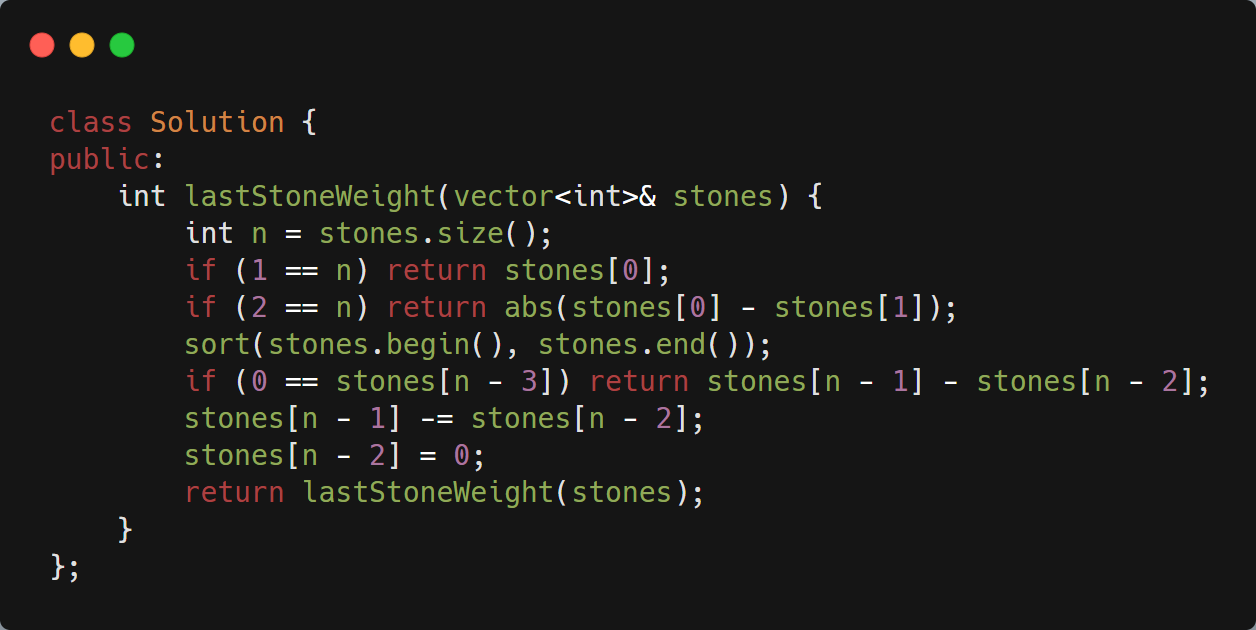 class Solution {
public:
    int lastStoneWeight(vector<int>& stones) {
        int n = stones.size();
        if (1 == n) return stones[0];
        if (2 == n) return abs(stones[0] - stones[1]);
        sort(stones.begin(), stones.end());
        if (0 == stones[n - 3]) return stones[n - 1] - stones[n - 2];
        stones[n - 1] -= stones[n - 2];
        stones[n - 2] = 0;
        return lastStoneWeight(stones);
    }
};